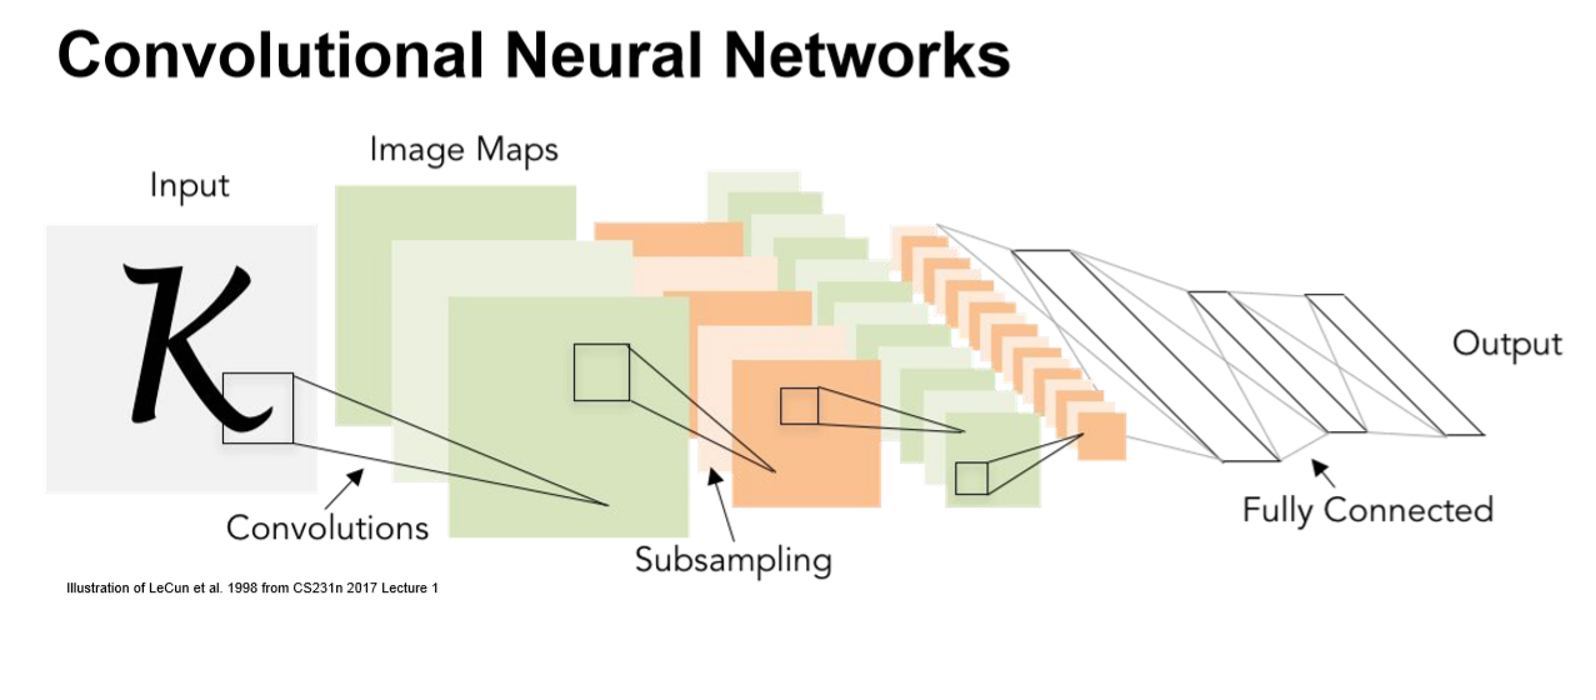 Convolutional Neural Networks
Image Maps
Input
K
Output
Fully Connected
Convolutions
Subsampling
Illustration of LeCun et al. 1998 from CS231n 2017 Lecture 1